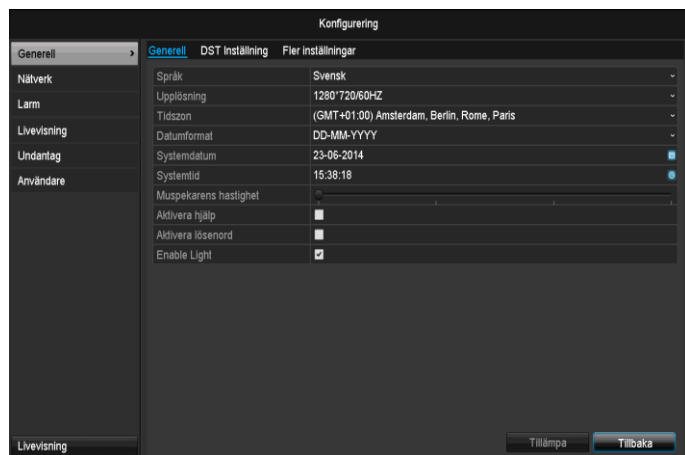 Konfigurering
Generell
Nätverk
Larm
Livevisning
Undantag
Användare
Livevisning
Generell DST Inställning Fler inställningar
Språk Svensk
Upplösning 1280*720/60HZ
Tidszon (GMT+01:00) Amsterdam, Berlin, Rome, Paris
Datumformat DD-MM-YYYY
Systemdatum 23-06-2014
Systemtid 15:38:18
Muspekarens hastighet
Aktivera hjälp
Aktivera lösenord
Enable Light
Tillämpa Tillbaka